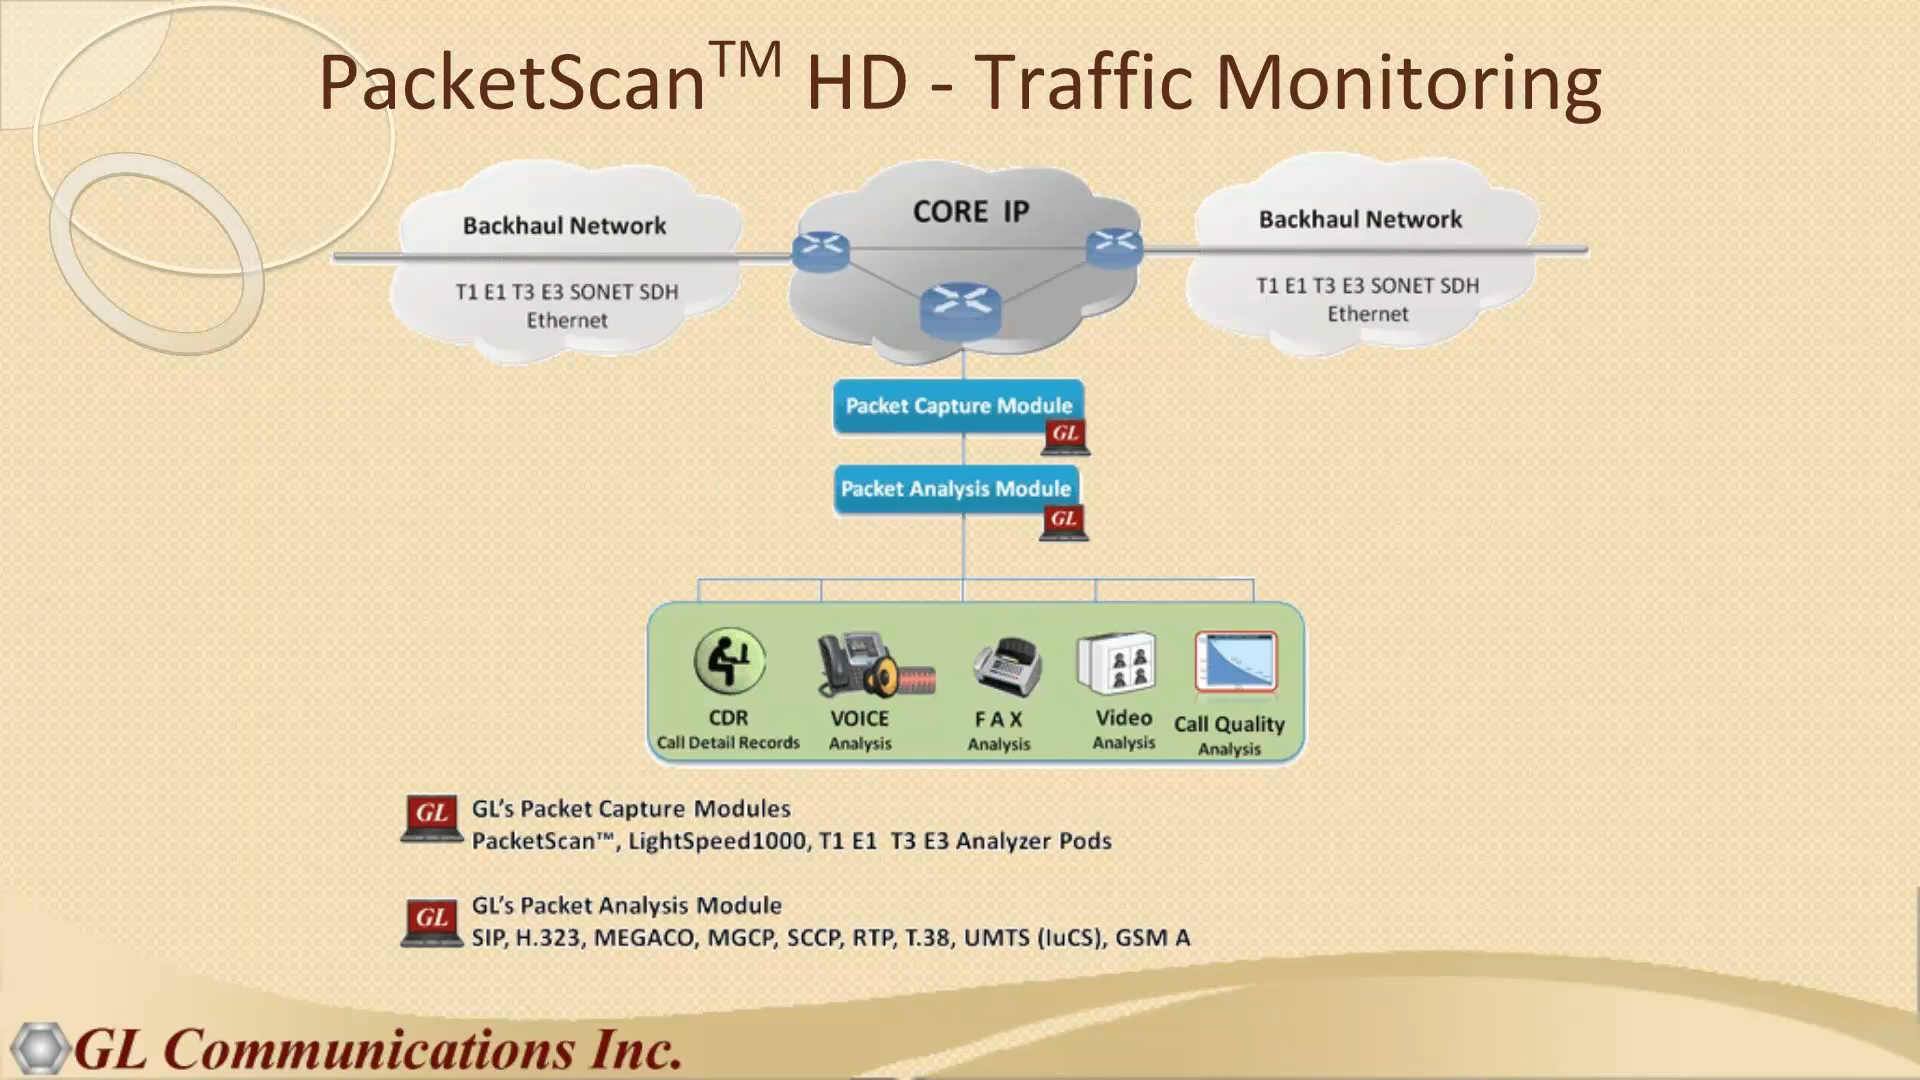 PacketScan™ HD - Traffic Monitoring
Backhaul Network
T1 E1 T3 E3 SONET SDH
Ethernet
CORE IP
Backhaul Network
T1 E1 T3 E3 SONET SDH
Ethernet
Packet Capture Module
GL
Packet Analysis Module
GL
CDR
Call Detail Records
VOICE
Analysis
F A X
Analysis
Video
Analysis
Call Quality
Analysis
GL
GL's Packet Capture Modules
PacketScan™, LightSpeed1000, T1 E1 T3 E3 Analyzer Pods
GL
GL's Packet Analysis Module
SIP, H.323, MEGACO, MGCP, SCCP, RTP, T.38, UMTS (IuCS), GSM A
GL Communications Inc.